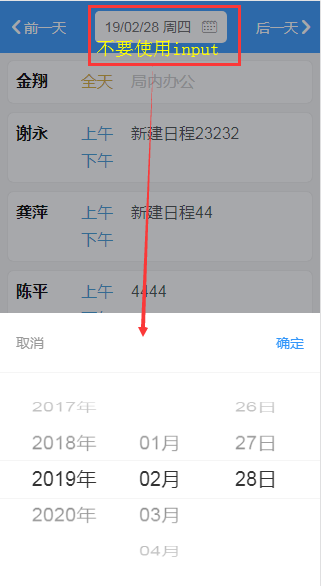 前一天 19/02/28 周四 后一天
不要使用input
金翔 全天 局内办公
谢永 上午 新建日程23232
下午
龚萍 上午 新建日程44
下午
陈平 上午 4444
取消 确定
2017年 26日
2018年 01月 27日
2019年 02月 28日
2020年 03月
04月